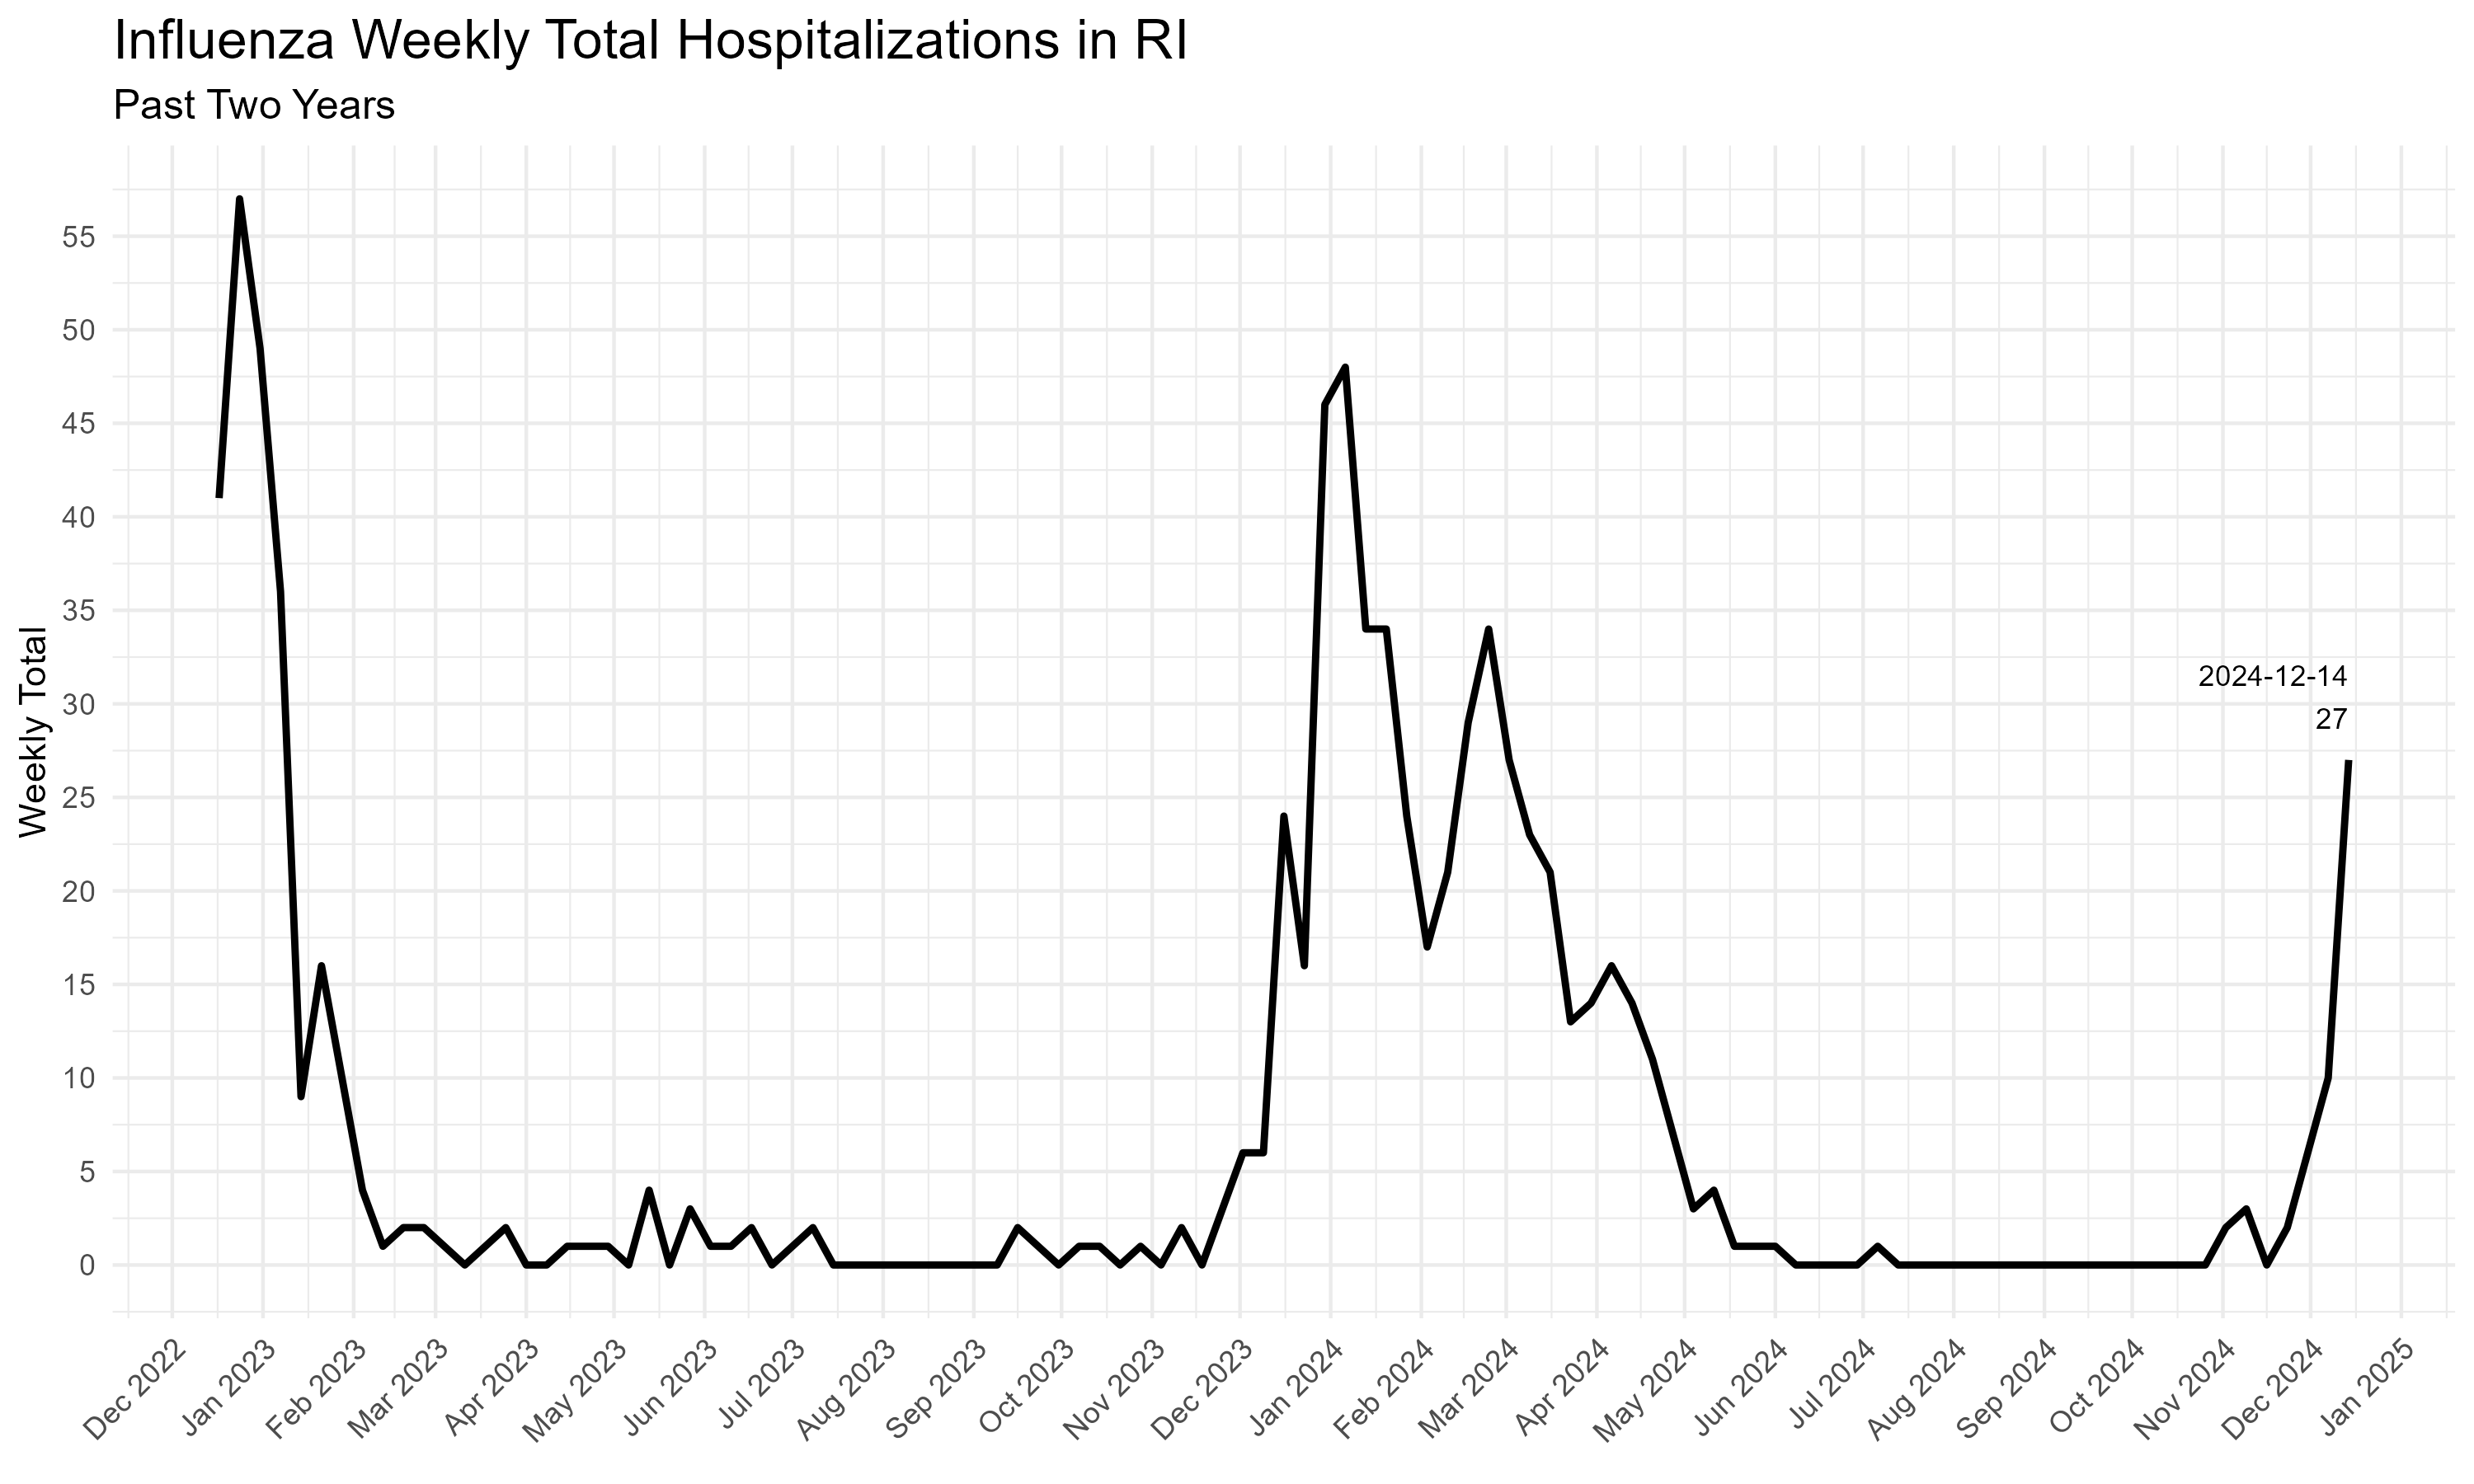 Influenza Weekly Total Hospitalizations in RI
Past Two Years
Weekly Total
55
50
45
40
35
30
25
20
15
10
5
0
2024-12-14
27
Dec 2022
Jan 2023
Feb 2023
Mar 2023
Apr 2023
May 2023
Jun 2023
Jul 2023
Aug 2023
Sep 2023
Oct 2023
Nov 2023
Dec 2023
Jan 2024
Feb 2024
Mar 2024
Apr 2024
May 2024
Jun 2024
Jul 2024
Aug 2024
Sep 2024
Oct 2024
Nov 2024
Dec 2024
Jan 2025